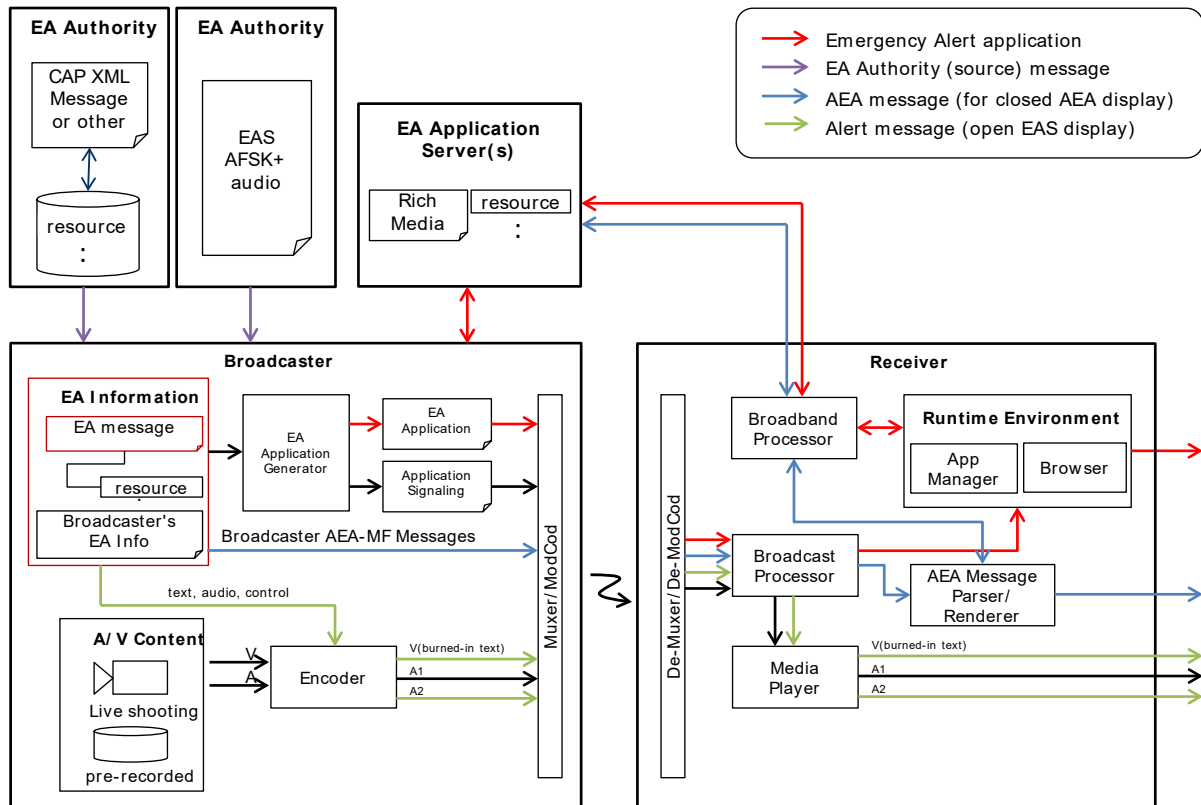 EA Authority
CAP XML
Message
or other
resource
:
EA Authority
EAS
AFSK+
audio
EA Application
Server(s)
Rich
Media
resource
:
Emergency Alert application
EA Authority (source) message
AEA message (for closed AEA display)
Alert message (open EAS display)
Broadcaster
EA Information
EA message
resource
:
Broadcaster's
EA Info
EA
Application
Generator
EA
Application
Application
Signaling
Broadcaster AEA-MF Messages
text, audio, control
A/V Content
Live shooting
pre-recorded
V
A
Encoder
V(burned-in text)
A1
A2
Muxer/ModCod
Receiver
De-Muxer/De-ModCod
Broadband
Processor
Runtime Environment
App
Manager
Browser
Broadcast
Processor
AEA Message
Parser/
Renderer
Media
Player
V(burned-in text)
A1
A2